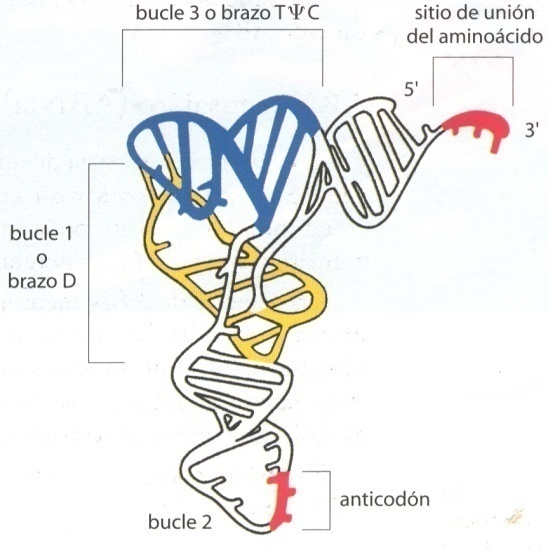 bucle 3 o brazo TΨC
sitio de unión
del aminoácido
5'
3'
bucle 1
o
brazo D
anticodón
bucle 2